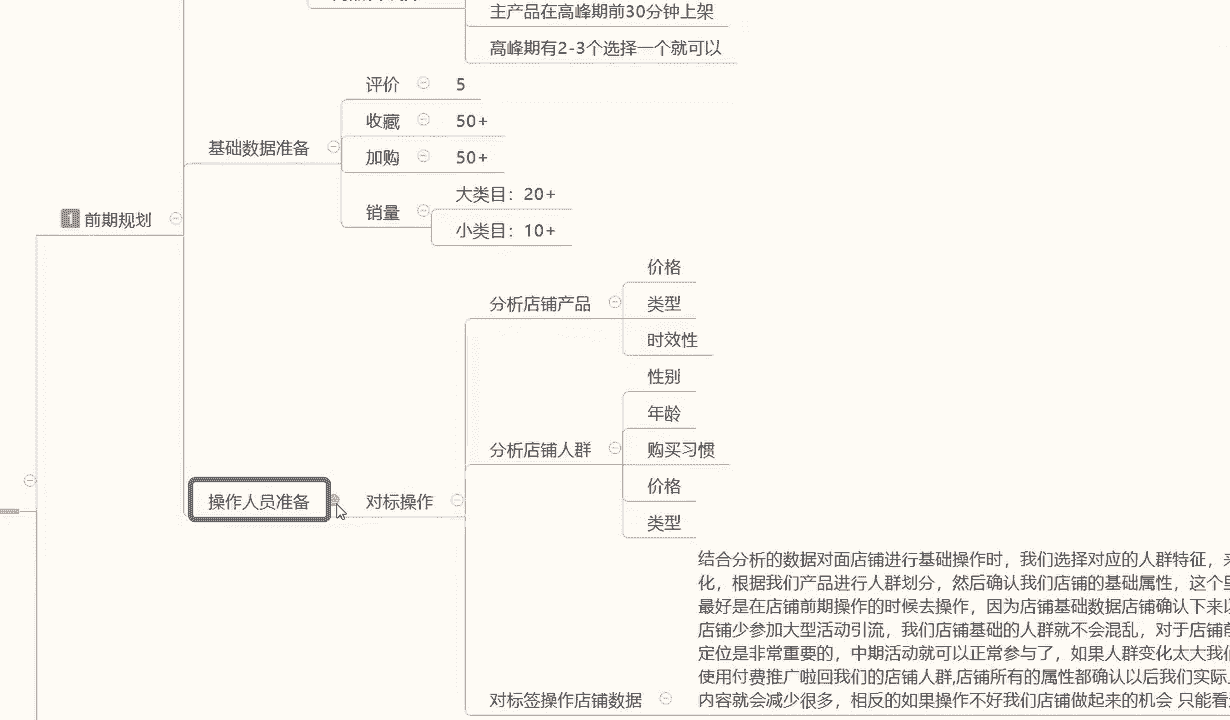 主产品在高峰期前30分钟上架
高峰期有2-3个选择一个就可以
评价 5
收藏 50+
基础数据准备
加购 50+
大类目：20+
销量
1 前期规划
小类目：10+
价格
分析店铺产品 类型
时效性
性别
年龄
分析店铺人群 购买习惯
价格
操作人员准备 对标操作
类型
结合分析的数据对面店铺进行基础操作时，我们选择对应的人群特征，
化，根据我们产品进行人群划分，然后确认我们店铺的基础属性，这个里
最好是在店铺前期操作的时候去操作，因为店铺基础数据店铺确认下来以
店铺少参加大型活动引流，我们店铺基础的人群就不会混乱，对于店铺前
定位是非常重要的，中期活动就可以正常参与了，如果人群变化太大我们
使用付费推广啦回我们的店铺人群,店铺所有的属性都确认以后我们实际
对标签操作店铺数据 内容就会减少很多，相反的如果操作不好我们店铺做起来的机会 只能看